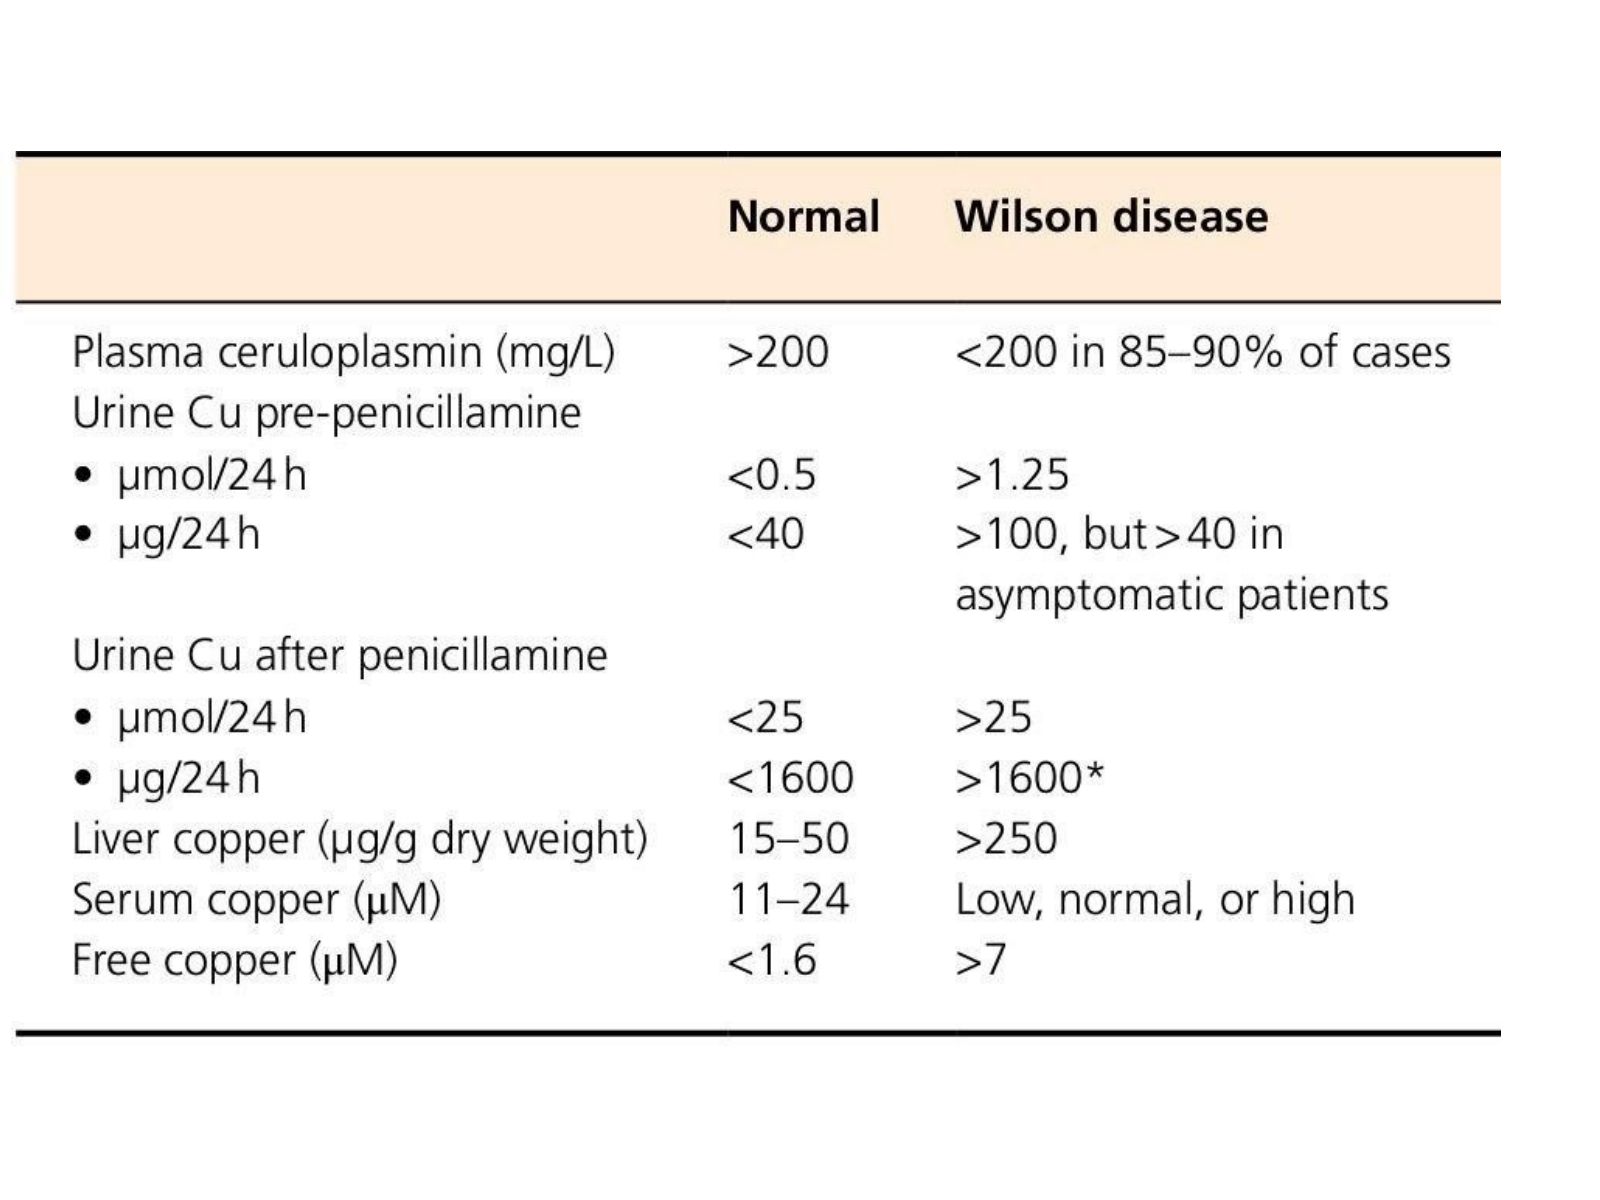 Normal Wilson disease
Plasma ceruloplasmin (mg/L) >200 <200 in 85–90% of cases
Urine Cu pre-penicillamine
• µmol/24 h <0.5 >1.25
• µg/24 h <40 >100, but > 40 in
asymptomatic patients
Urine Cu after penicillamine
• µmol/24 h <25 >25
• µg/24 h <1600 >1600*
Liver copper (µg/g dry weight) 15–50 >250
Serum copper (µM) 11–24 Low, normal, or high
Free copper (µM) <1.6 >7